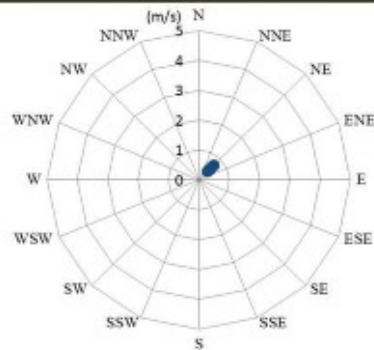 (m/s) N
NNW 5 NNE
NW 4 NE
3
WNW 2 ENE
1
W 0 E
WSW ESE
SW SE
SSW SSE
S